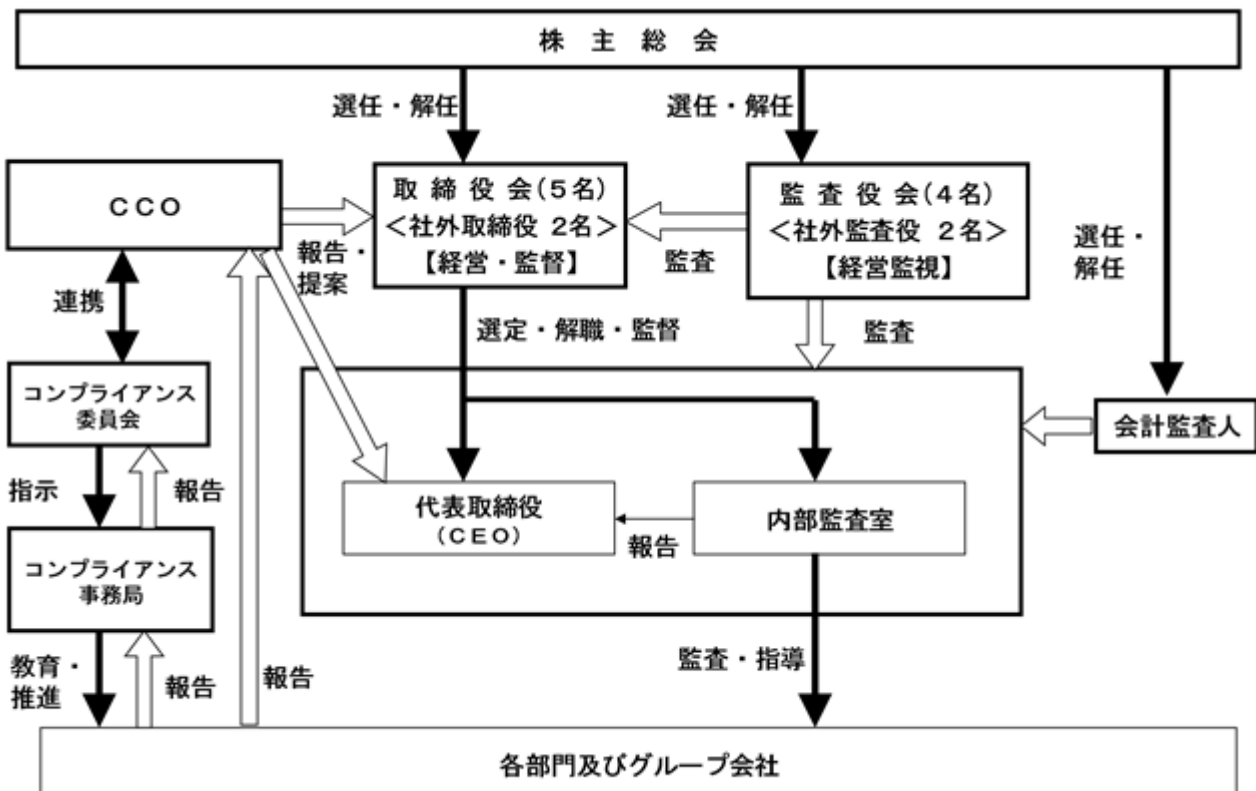 株主総会
選任・解任
選任・解任
選任・
解任
CCO
報告・
提案
取締役会(5名)
<社外取締役 2名>
【経営・監督】
監査
監査役会(4名)
<社外監査役 2名>
【経営監視】
連携
選定・解職・監督
監査
コンプライアンス
委員会
会計監査人
指示
報告
代表取締役
(CEO)
報告
内部監査室
コンプライアンス
事務局
教育・
推進
報告
報告
監査・指導
各部門及びグループ会社